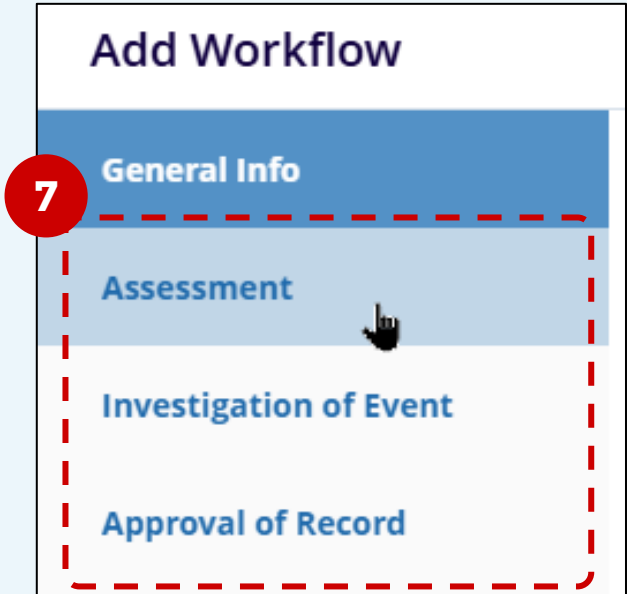 Add Workflow
General Info
7
Assessment
Investigation of Event
Approval of Record